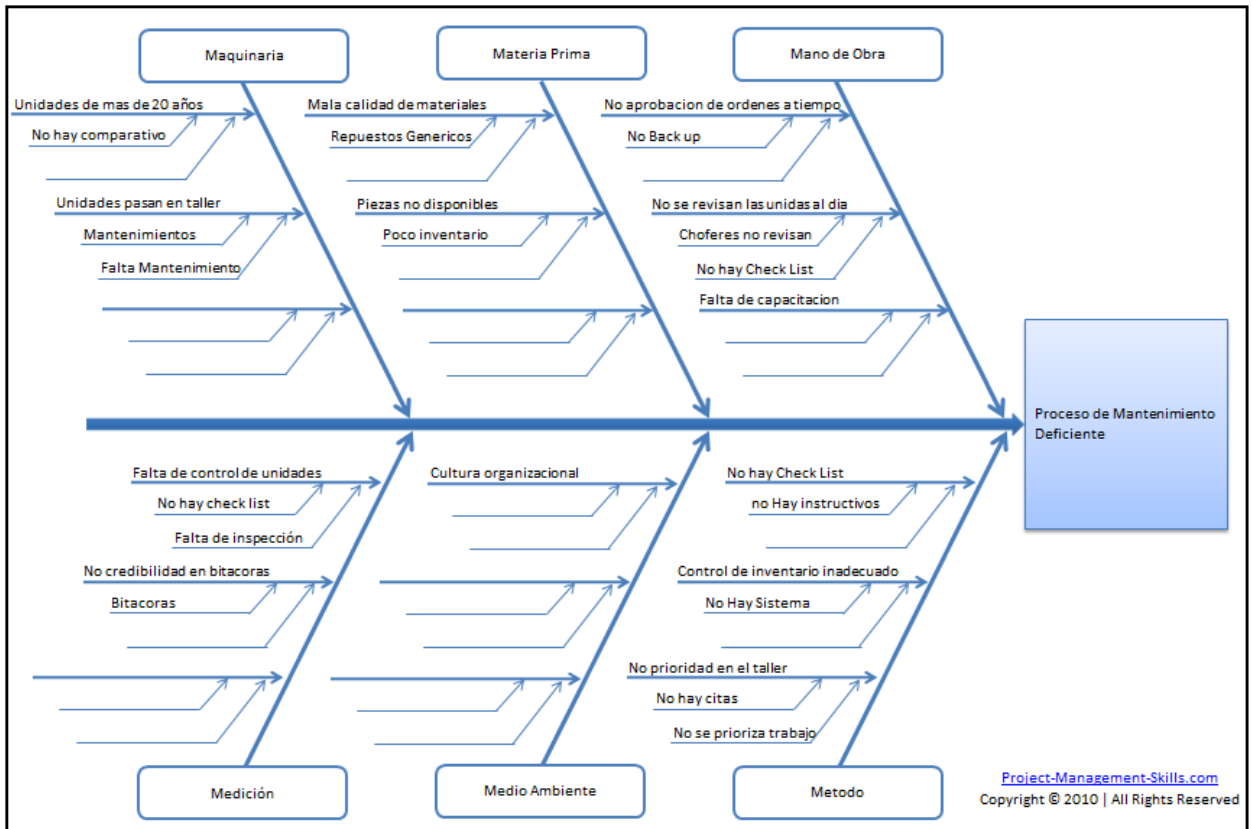 Maquinaria
Materia Prima
Mano de Obra
Unidades de mas de 20 años
No hay comparativo
Mala calidad de materiales
Repuestos Genericos
No aprobacion de ordenes a tiempo
No Back up
Unidades pasan en taller
Mantenimientos
Falta Mantenimiento
Piezas no disponibles
Poco inventario
No se revisan las unidas al dia
Choferes no revisan
No hay Check List
Falta de capacitacion
Proceso de Mantenimiento
Deficiente
Falta de control de unidades
No hay check list
Falta de inspección
Cultura organizacional
No hay Check List
no Hay instructivos
No credibilidad en bitacoras
Bitacoras
Control de inventario inadecuado
No Hay Sistema
No prioridad en el taller
No hay citas
No se prioriza trabajo
Medición
Medio Ambiente
Metodo
Project-Management-Skills.com
Copyright © 2010 | All Rights Reserved